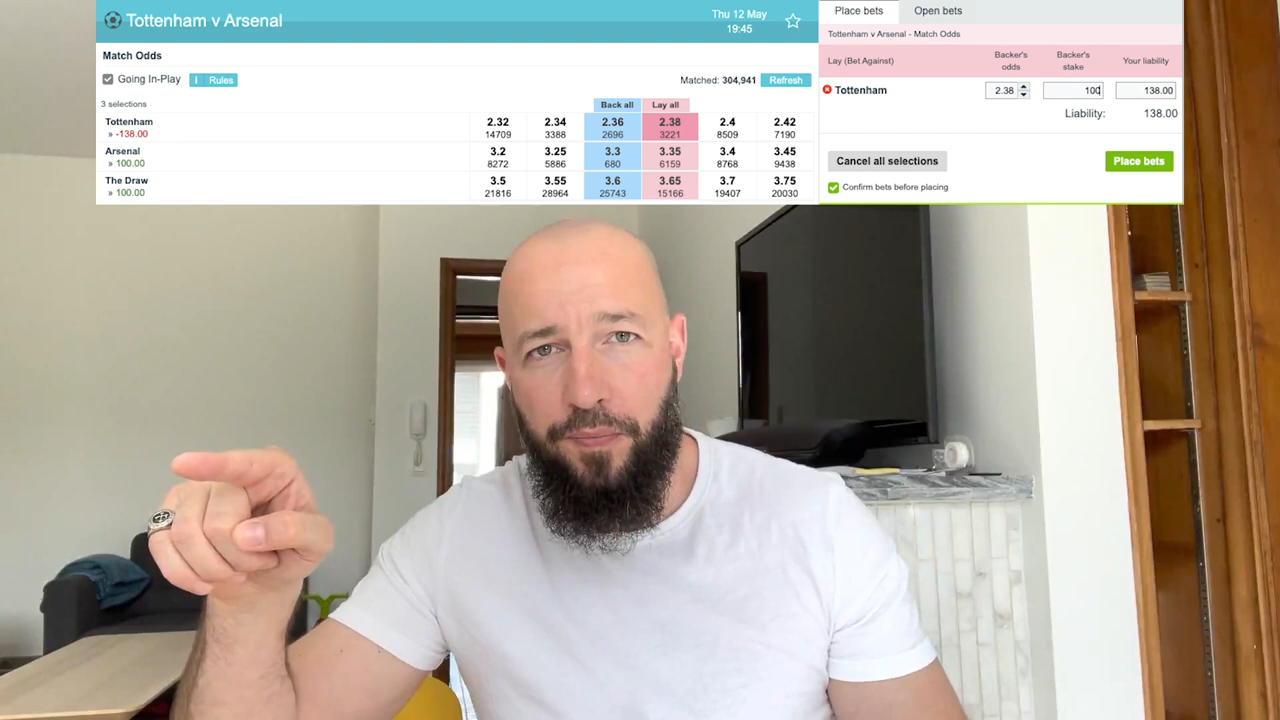 Tottenham v Arsenal
Thu 12 May
19:45
Match Odds
Going In-Play i Rules
Matched: 304,941 Refresh
3 selections
Back all Lay all
Tottenham 2.32 2.34 2.36 2.38 2.4 2.42
» -138.00 14709 3388 2696 3221 8509 7190
Arsenal 3.2 3.25 3.3 3.35 3.4 3.45
» 100.00 8272 5886 680 6159 8768 9438
The Draw 3.5 3.55 3.6 3.65 3.7 3.75
» 100.00 21816 28964 25743 15166 19407 20030
Place bets Open bets
Tottenham v Arsenal - Match Odds
Lay (Bet Against) Backer's odds Backer's stake Your liability
Tottenham 2.38 100 138.00
Liability: 138.00
Cancel all selections Place bets
Confirm bets before placing